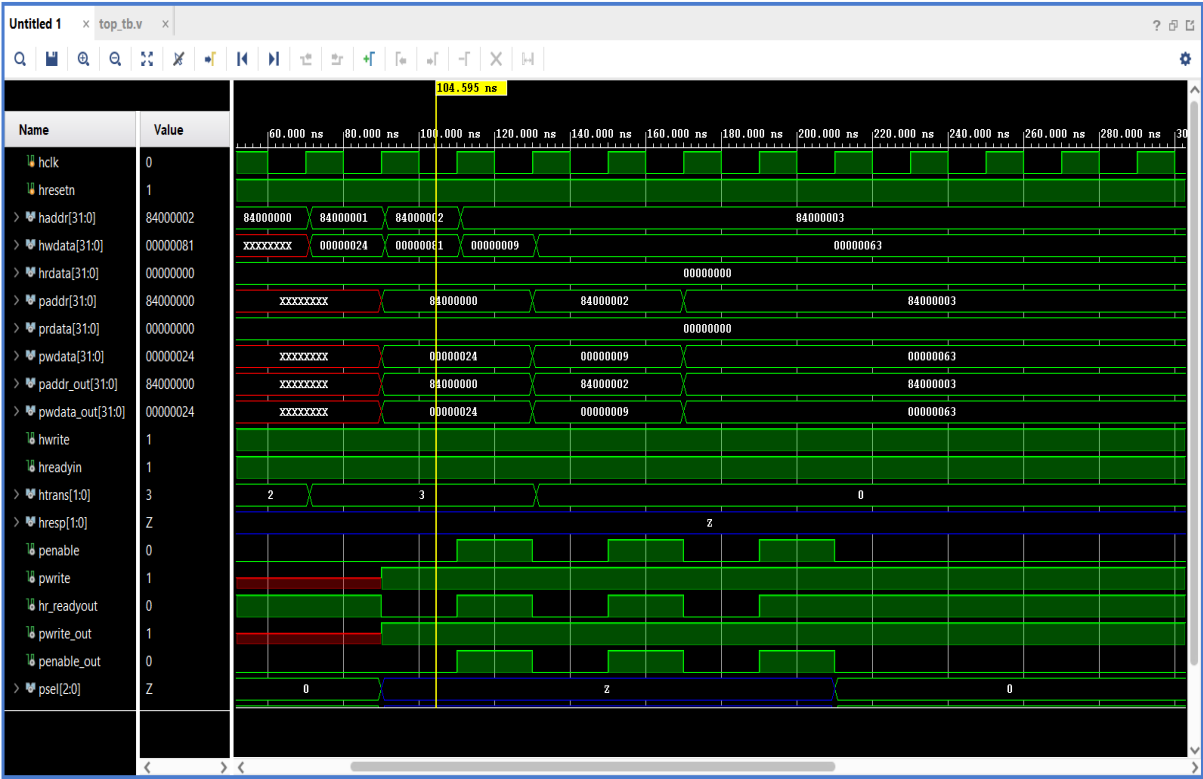 Untitled 1 × top_tb.v ×
?
104.595 ns
Name Value
60.000 ns 80.000 ns 100.000 ns 120.000 ns 140.000 ns 160.000 ns 180.000 ns 200.000 ns 220.000 ns 240.000 ns 260.000 ns 280.000 ns 30
hclk 0
hresetn 1
haddr[31:0] 84000002 84000000 84000001 84000002 84000003
hwdata[31:0] 00000081 XXXXXXXX 00000024 00000081 00000009 00000063
hrdata[31:0] 00000000 00000000
paddr[31:0] 84000000 XXXXXXXX 84000000 84000002 84000003
prdata[31:0] 00000000 00000000
pwdata[31:0] 00000024 XXXXXXXX 00000024 00000009 00000063
paddr_out[31:0] 84000000 XXXXXXXX 84000000 84000002 84000003
pwdata_out[31:0] 00000024 XXXXXXXX 00000024 00000009 00000063
hwrite 1
hreadyin 1
htrans[1:0] 3 2 3 0
hresp[1:0] Z Z
penable 0
pwrite 1
hr_readyout 0
pwrite_out 1
penable_out 0
psel[2:0] Z 0 Z 0